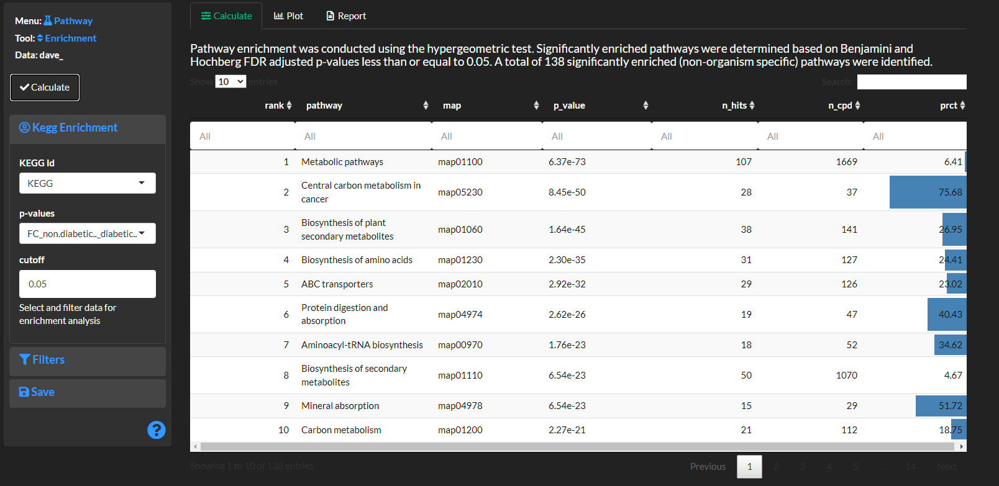 Menu: Pathway
Tool: Enrichment
Data: dave_
Calculate
Kegg Enrichment
KEGG Id
KEGG
p-values
FC_non.diabetic.._diabetic..
cutoff
0.05
Select and filter data for
enrichment analysis
Filters
Save
?
Calculate Plot Report
Pathway enrichment was conducted using the hypergeometric test. Significantly enriched pathways were determined based on Benjamini and
Hochberg FDR adjusted p-values less than or equal to 0.05. A total of 138 significantly enriched (non-organism specific) pathways were identified.
Show 10 entries Search:
rank pathway map p_value n_hits n_cpd prct
All All All All All All All
1 Metabolic pathways map01100 6.37e-73 107 1669 6.41
Central carbon metabolism in
2 cancer map05230 8.45e-50 28 37 75.68
Biosynthesis of plant
3 secondary metabolites map01060 1.64e-45 38 141 26.95
4 Biosynthesis of amino acids map01230 2.30e-35 31 127 24.41
5 ABC transporters map02010 2.92e-32 29 126 23.02
Protein digestion and
6 absorption map04974 2.62e-26 19 47 40.43
7 Aminoacyl-tRNA biosynthesis map00970 1.76e-23 18 52 34.62
Biosynthesis of secondary
8 metabolites map01110 6.54e-23 50 1070 4.67
9 Mineral absorption map04978 6.54e-23 15 29 51.72
10 Carbon metabolism map01200 2.27e-21 21 112 18.75
Showing 1 to 10 of 138 entries
Previous 1 2 3 4 5 ... 14 Next